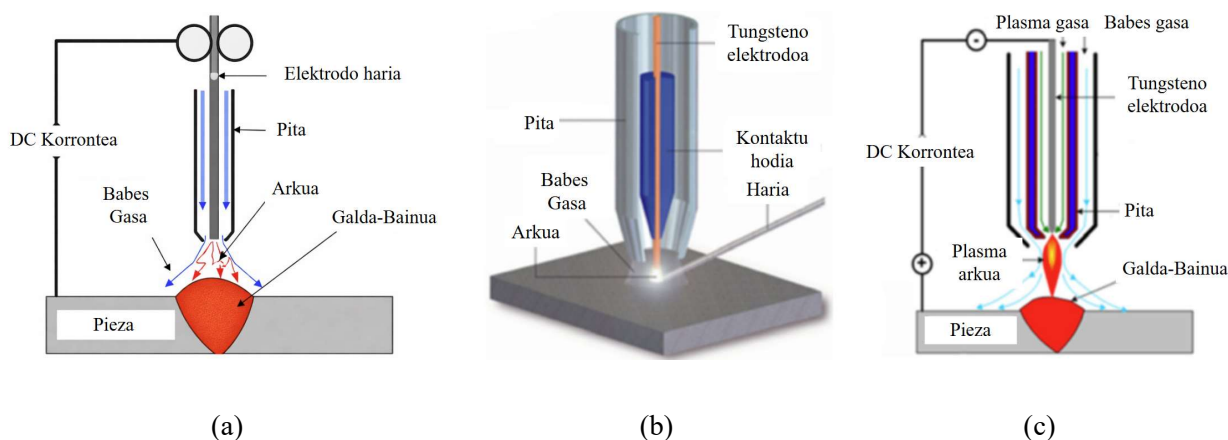 Elektrodo haria
DC Korrontea
Pita
Arkua
Babes
Gasa
Galda-Bainua
Pieza
(a)
Tungsteno
elektrodoa
Pita
Kontaktu
hodia
Haria
Babes
Gasa
Arkua
(b)
Plasma gasa Babes gasa
-
Tungsteno
elektrodoa
DC Korrontea
Pita
Plasma
arkua
+
Galda-Bainua
Pieza
(c)